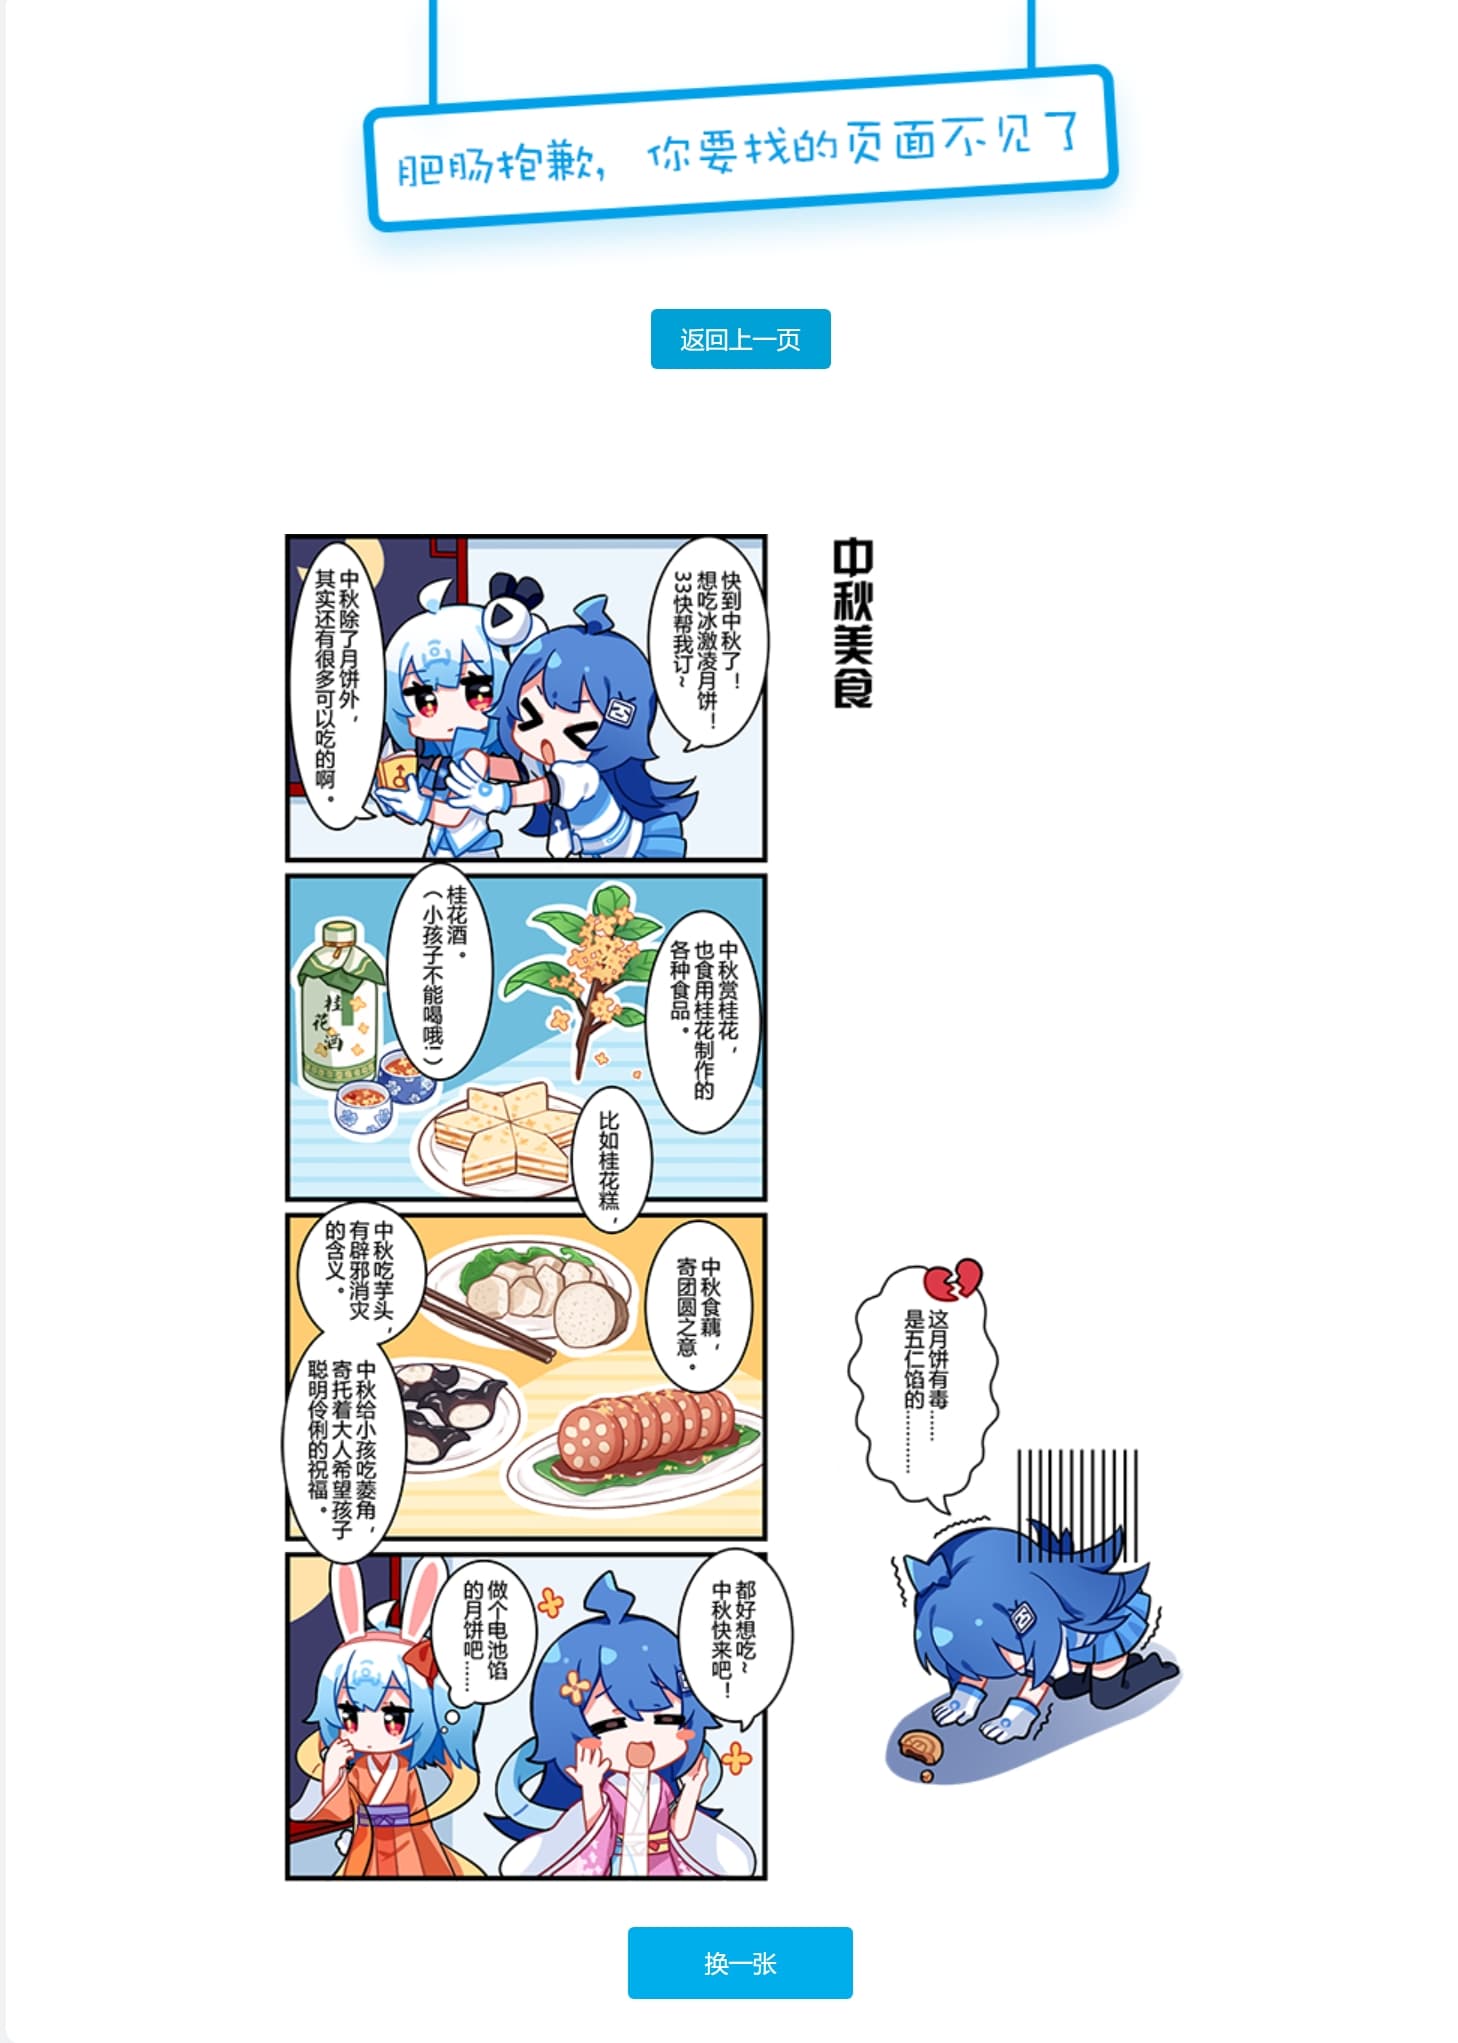 肥肠抱歉，你要找的页面不见了
返回上一页
中秋美食
快到中秋了！
想吃冰激凌月饼！
33快帮我订~
中秋除了月饼外，
其实还有很多可以吃的啊。
中秋赏桂花，
也食用桂花制作的
各种食品。
比如桂花糕，
桂花酒。
（小孩子不能喝哦!）
桂花酒
中秋食藕，
寄团圆之意。
中秋吃芋头，
有辟邪消灾
的含义。
中秋给小孩吃菱角，
寄托着大人希望孩子
聪明伶俐的祝福。
都好想吃~
中秋快来吧！
做个电池馅
的月饼吧……
这月饼有毒……
是五仁馅的…………
换一张